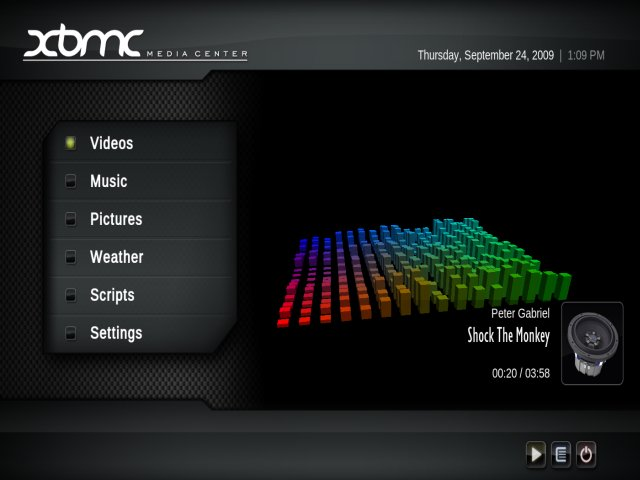 xbmc MEDIA CENTER
Thursday, September 24, 2009 | 1:09 PM
Videos
Music
Pictures
Weather
Scripts
Settings
Peter Gabriel
Shock The Monkey
00:20 / 03:58